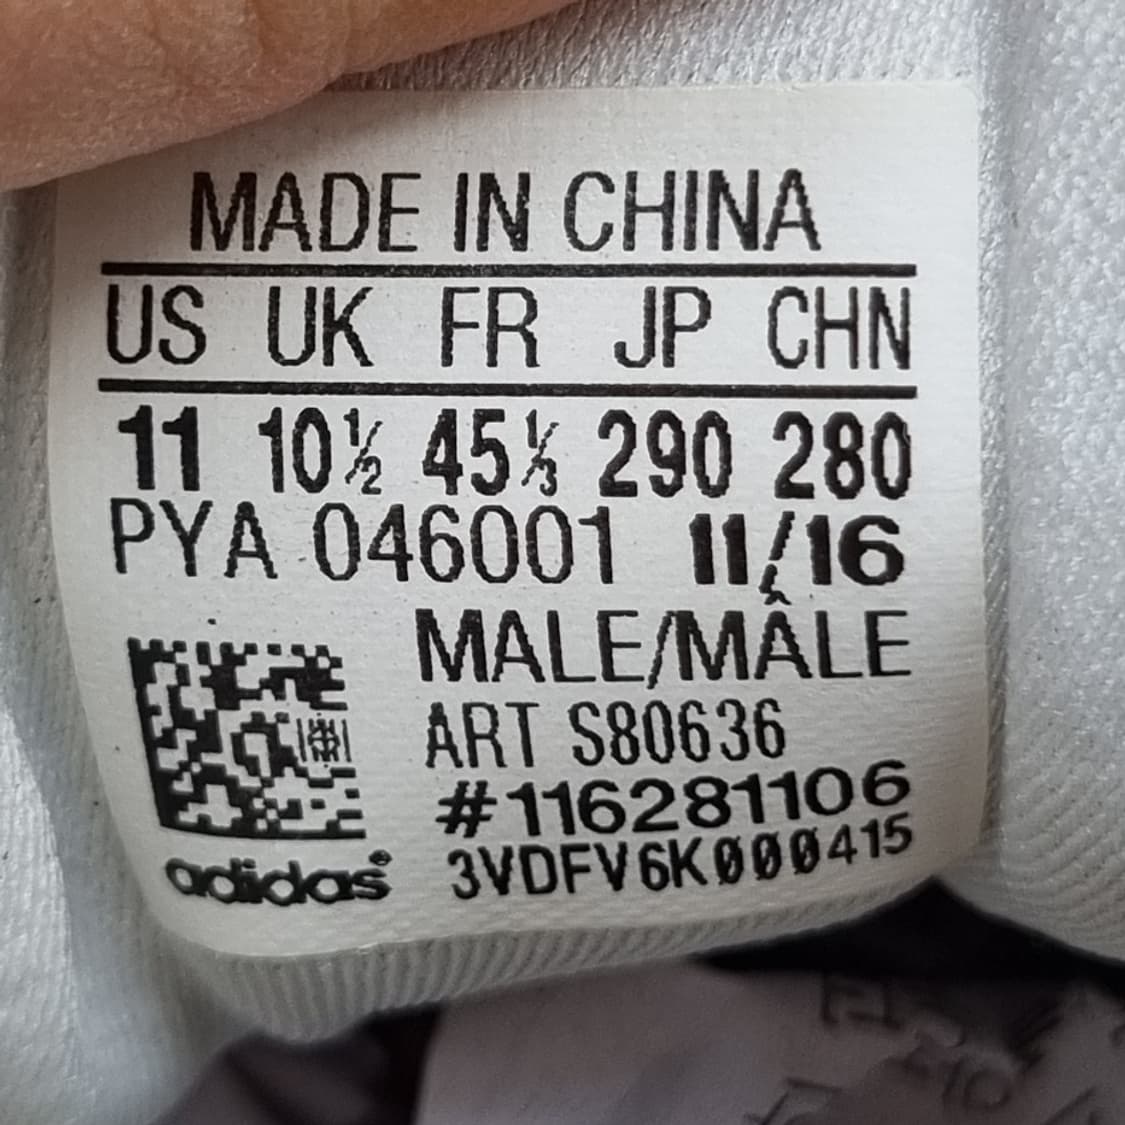 MADE IN CHINA
US UK FR JP CHN
11 10½ 45⅓ 290 280
PYA 046001 11/16
MALE/MÂLE
ART S80636
#116281106
adidas® 3VDFV6K000415